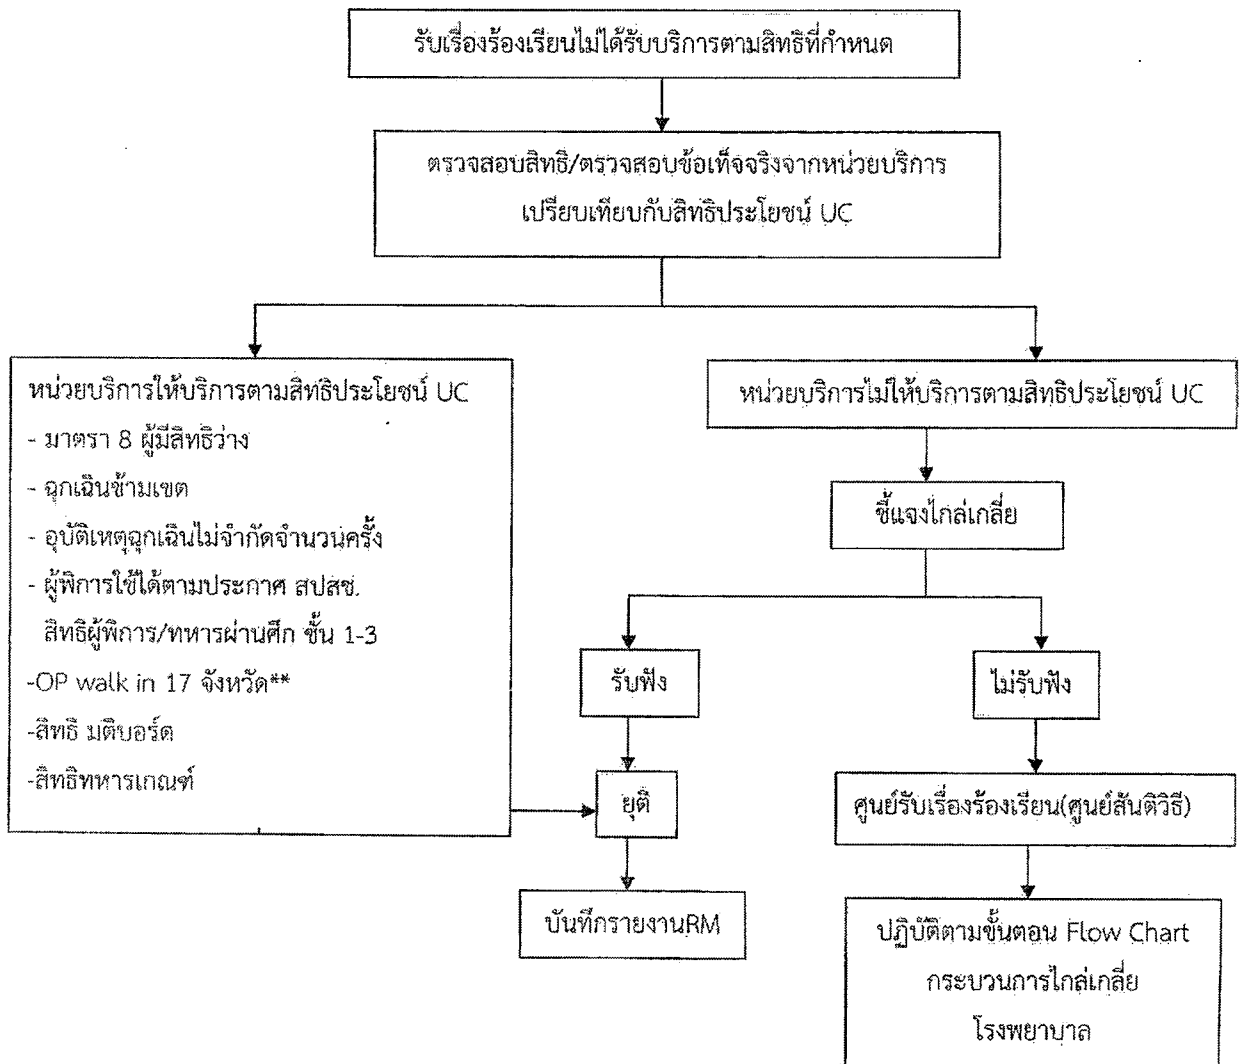 รับเรื่องร้องเรียนไม่ได้รับบริการตามสิทธิที่กำหนด
ตรวจสอบสิทธิ/ตรวจสอบข้อเท็จจริงจากหน่วยบริการ
เปรียบเทียบกับสิทธิประโยชน์ UC
หน่วยบริการให้บริการตามสิทธิประโยชน์ UC
- มาตรา 8 ผู้มีสิทธิว่าง
- ฉุกเฉินข้ามเขต
- อุบัติเหตุฉุกเฉินไม่จำกัดจำนวนครั้ง
- ผู้พิการใช้ได้ตามประกาศ สปสช.
สิทธิผู้พิการ/ทหารผ่านศึก ชั้น 1-3
-OP walk in 17 จังหวัด**
-สิทธิ มติบอร์ด
-สิทธิทหารเกณฑ์
หน่วยบริการไม่ให้บริการตามสิทธิประโยชน์ UC
ชี้แจงไกล่เกลี่ย
รับฟัง
ไม่รับฟัง
ยุติ
ศูนย์รับเรื่องร้องเรียน(ศูนย์สันติวิธี)
บันทึกรายงานRM
ปฏิบัติตามขั้นตอน Flow Chart
กระบวนการไกล่เกลี่ย
โรงพยาบาล